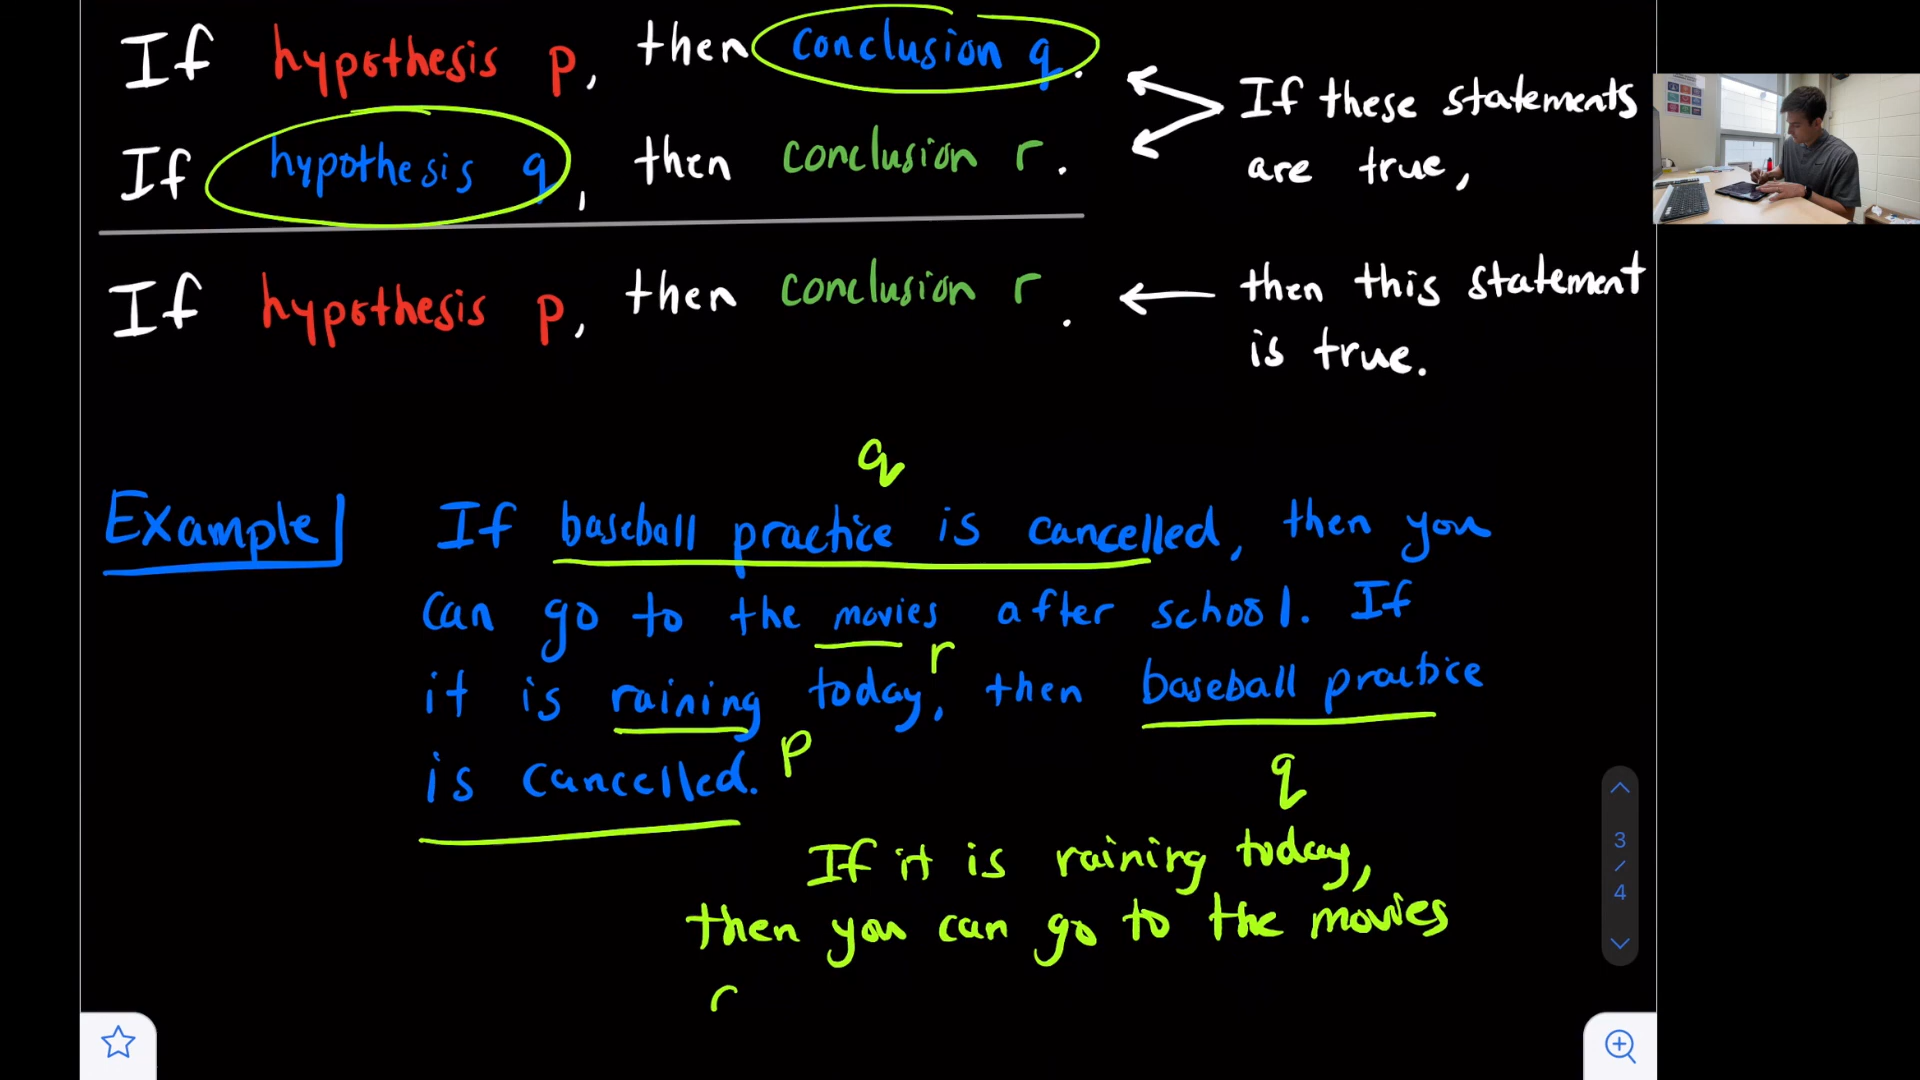 If hypothesis p, then conclusion q.
If hypothesis q, then conclusion r.
If these statements
are true,
If hypothesis p, then conclusion r.
then this statement
is true.
q
Example
If baseball practice is cancelled, then you
can go to the movies after school. If
r
it is raining today, then baseball practice
p
q
is cancelled.
If it is raining today,
then you can go to the movies
3
/
4